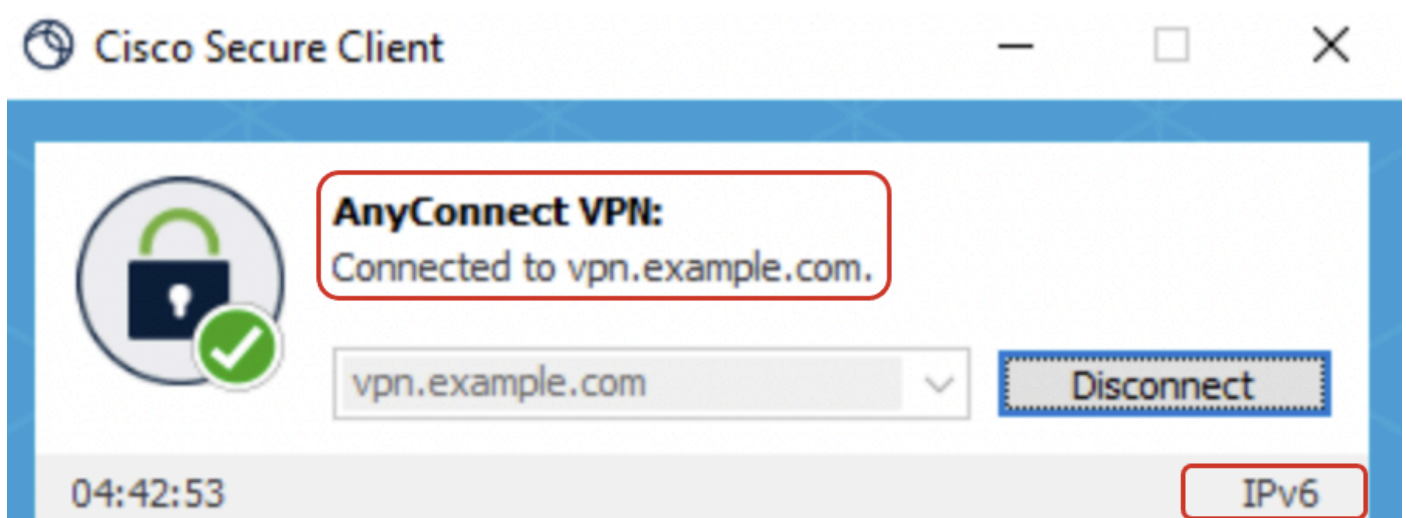 Cisco Secure Client
AnyConnect VPN:
Connected to vpn.example.com.
vpn.example.com
Disconnect
04:42:53
IPv6